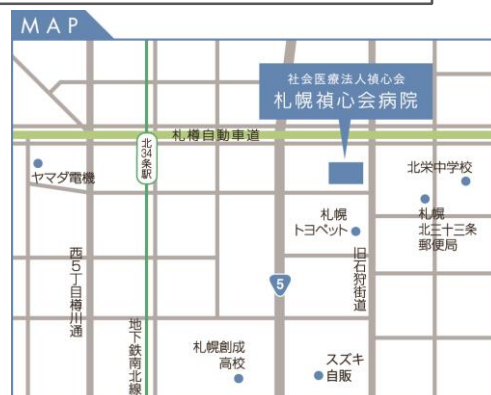 MAP
社会医療法人禎心会
札幌禎心会病院
札樽自動車道
北34条駅
ヤマダ電機
北栄中学校
札幌
トヨペット
札幌
北三十三条
郵便局
西5丁目樽川通
旧石狩街道
5
地下鉄南北線
札幌創成
高校
スズキ
自販